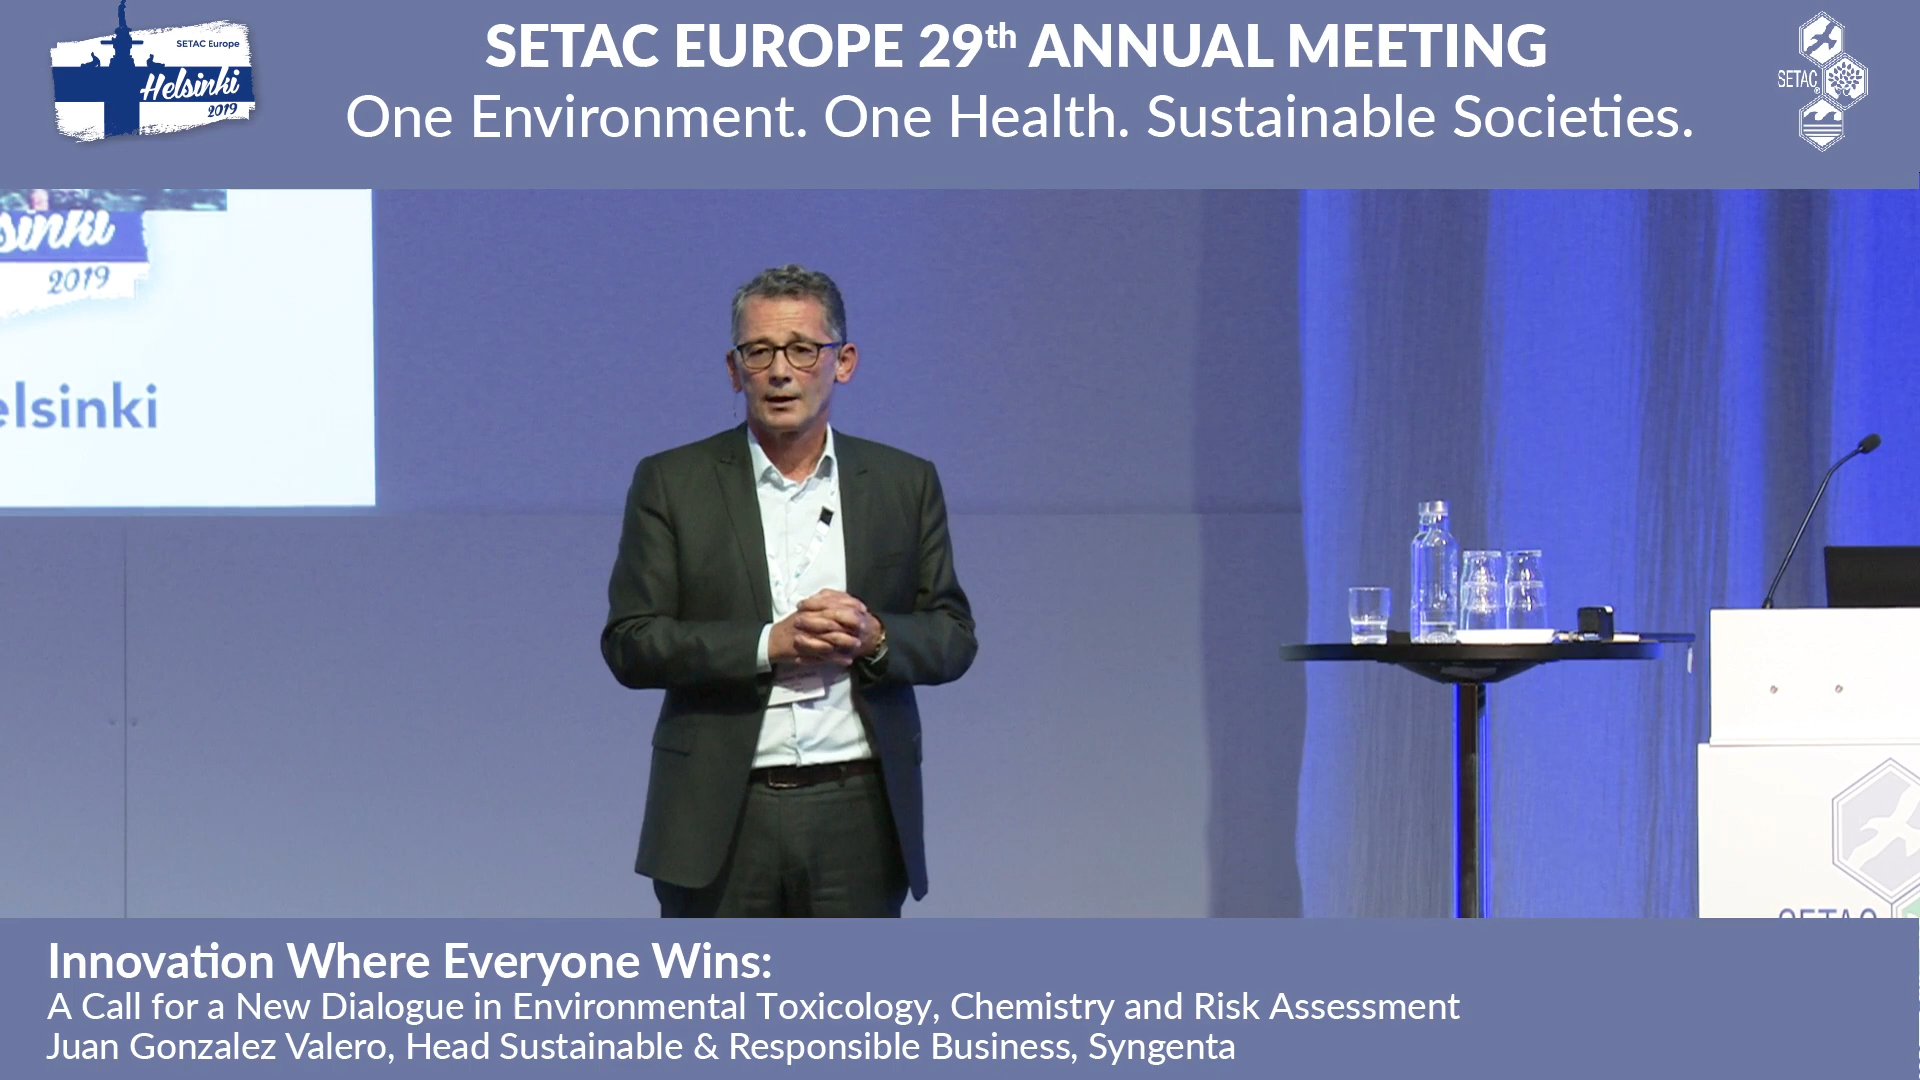 SETAC Europe
Helsinki
2019
SETAC EUROPE 29th ANNUAL MEETING
One Environment. One Health. Sustainable Societies.
SETAC
sinki
2019
elsinki
SETAC
Innovation Where Everyone Wins:
A Call for a New Dialogue in Environmental Toxicology, Chemistry and Risk Assessment
Juan Gonzalez Valero, Head Sustainable & Responsible Business, Syngenta